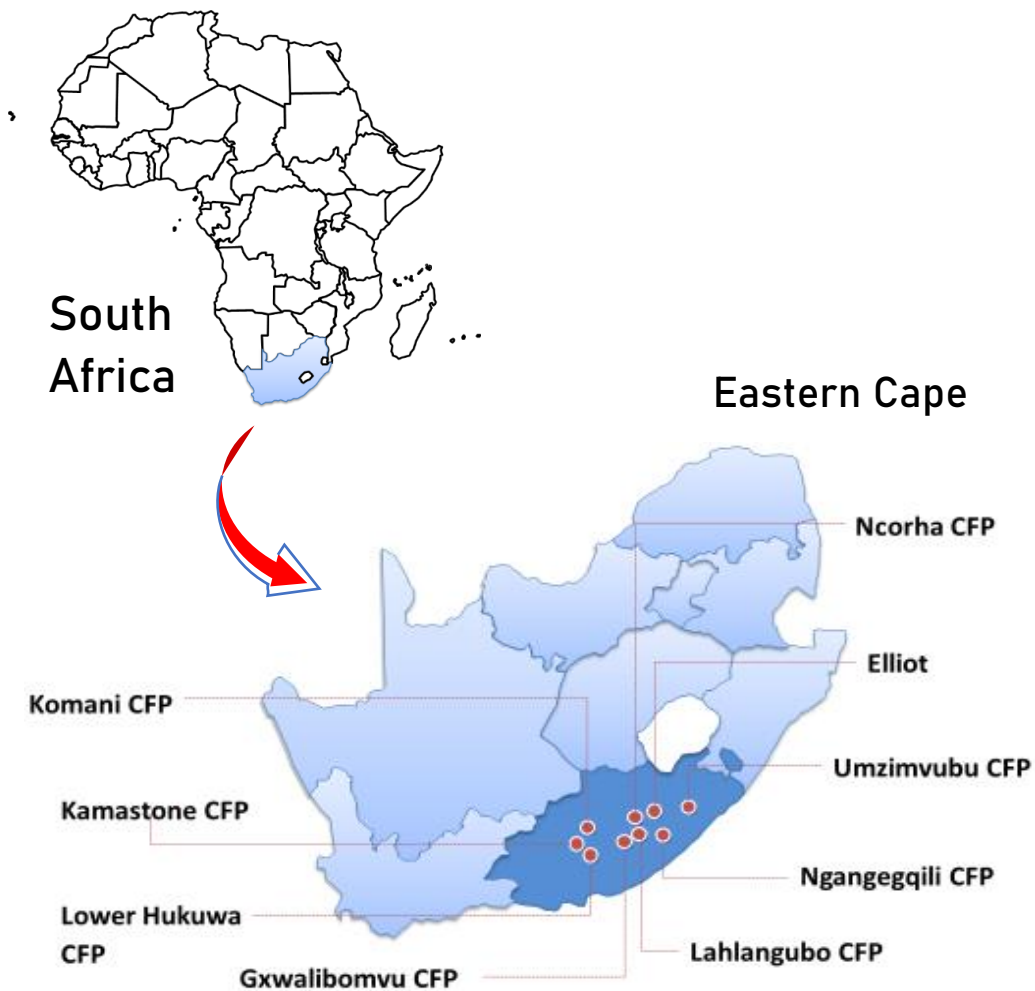 South
Africa
Eastern Cape
Ncorha CFP
Elliot
Komani CFP
Umzimvubu CFP
Kamastone CFP
Ngangegqili CFP
Lower Hukuwa
CFP
Lahlangubo CFP
Gxwalibomvu CFP